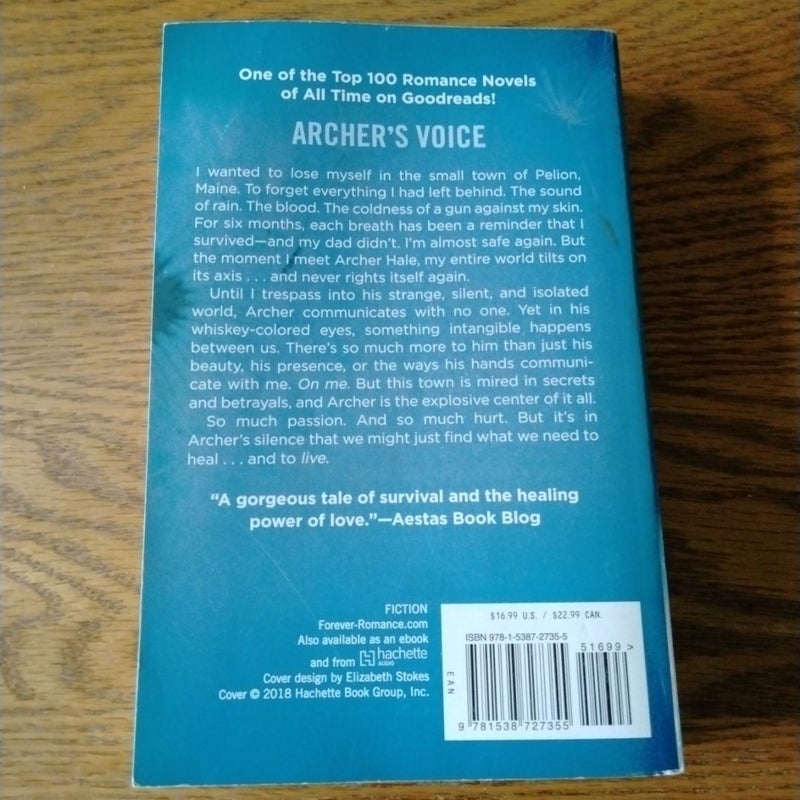 One of the Top 100 Romance Novels
of All Time on Goodreads!
ARCHER'S VOICE
I wanted to lose myself in the small town of Pelion,
Maine. To forget everything I had left behind. The sound
of rain. The blood. The coldness of a gun against my skin.
For six months, each breath has been a reminder that I
survived—and my dad didn't. I'm almost safe again. But
the moment I meet Archer Hale, my entire world tilts on
its axis . . . and never rights itself again.
Until I trespass into his strange, silent, and isolated
world, Archer communicates with no one. Yet in his
whiskey-colored eyes, something intangible happens
between us. There's so much more to him than just his
beauty, his presence, or the ways his hands communi-
cate with me. On me. But this town is mired in secrets
and betrayals, and Archer is the explosive center of it all.
So much passion. And so much hurt. But it's in
Archer's silence that we might just find what we need to
heal . . . and to live.
“A gorgeous tale of survival and the healing
power of love.”—Aestas Book Blog
FICTION
Forever-Romance.com
Also available as an ebook
and from hachette
AUDIO
Cover design by Elizabeth Stokes
Cover © 2018 Hachette Book Group, Inc.
$16.99 U.S. / $22.99 CAN.
ISBN 978-1-5387-2735-5
51699 >
EAN
9 781538 727355